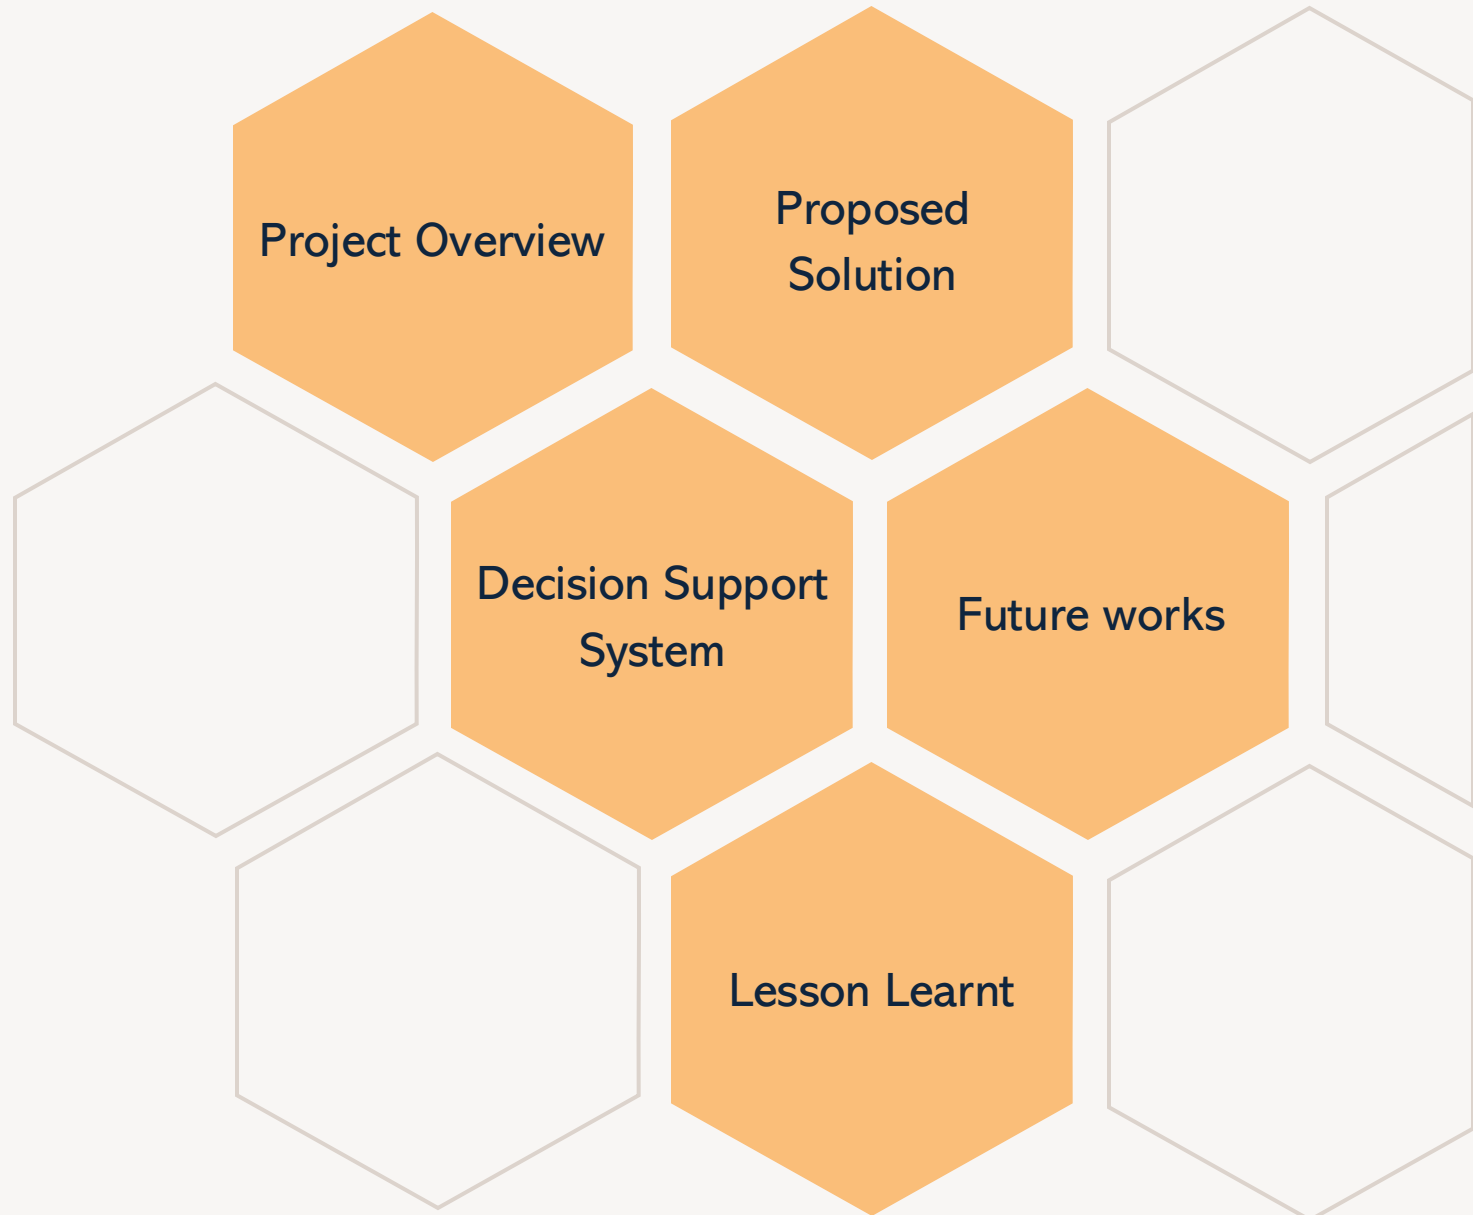 Project Overview
Proposed
Solution
Decision Support
System
Future works
Lesson Learnt